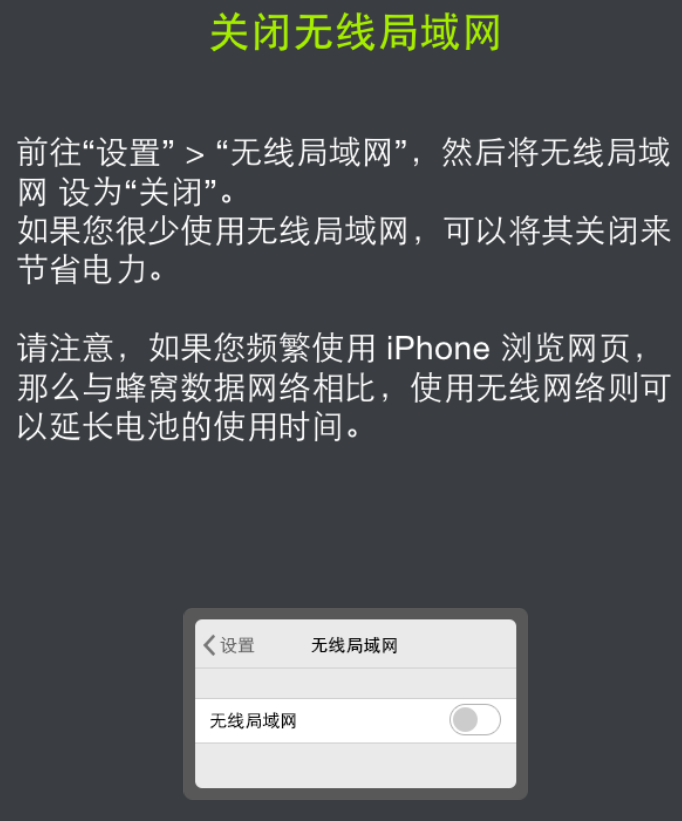 关闭无线局域网
前往“设置” > “无线局域网”，然后将无线局域
网 设为“关闭”。
如果您很少使用无线局域网，可以将其关闭来
节省电力。
请注意，如果您频繁使用 iPhone 浏览网页，
那么与蜂窝数据网络相比，使用无线网络则可
以延长电池的使用时间。
设置 无线局域网
无线局域网